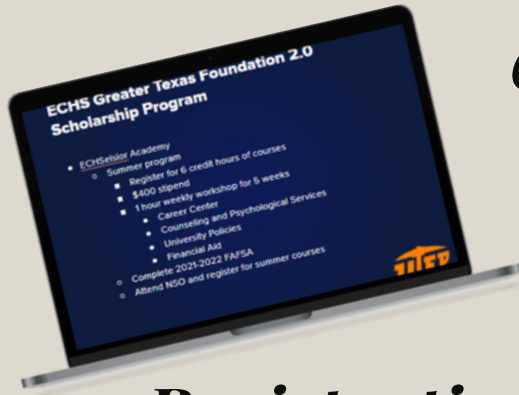 ECHS Greater Texas Foundation 2.0
Scholarship Program
ECHSelsior Academy
Summer program
Register for 6 credit hours of courses
$400 stipend
1 hour weekly workshop for 5 weeks
Career Center
Counseling and Psychological Services
University Policies
Financial Aid
Complete 2021-2022 FAFSA
Attend NSO and register for summer courses
UTEP